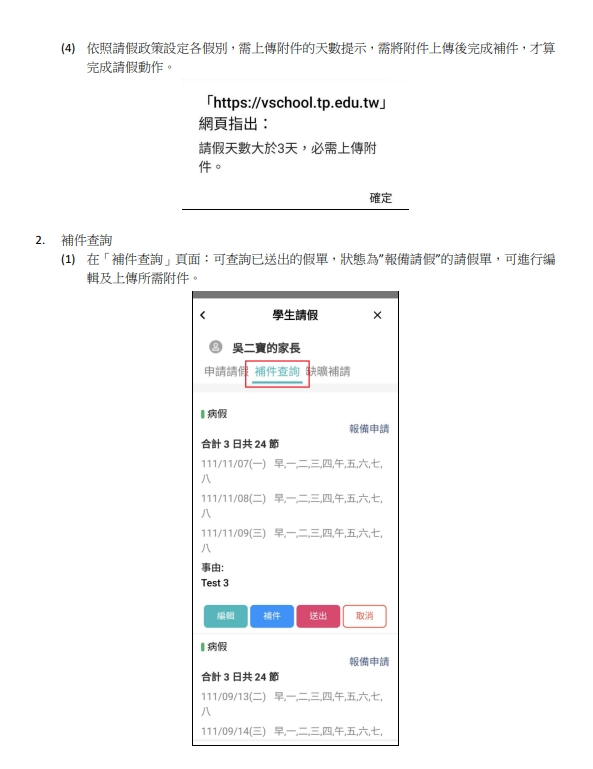 (4) 依照請假政策設定各假別，需上傳附件的天數提示，需將附件上傳後完成補件，才算
完成請假動作。
「https://vschool.tp.edu.tw」
網頁指出：
請假天數大於3天，必需上傳附
件。
確定
2. 補件查詢
(1) 在「補件查詢」頁面：可查詢已送出的假單，狀態為”報備請假”的請假單，可進行編
輯及上傳所需附件。
學生請假
吳二寶的家長
申請請假 補件查詢 缺曠補請
病假
報備申請
合計 3 日共 24 節
111/11/07(一) 早,一,二,三,四,午,五,六,七,
八
111/11/08(二) 早,一,二,三,四,午,五,六,七,
八
111/11/09(三) 早,一,二,三,四,午,五,六,七,
八
事由:
Test 3
編輯 補件 送出 取消
病假
報備申請
合計 3 日共 24 節
111/09/13(二) 早,一,二,三,四,午,五,六,七,
八
111/09/14(三) 早,一,二,三,四,午,五,六,七,